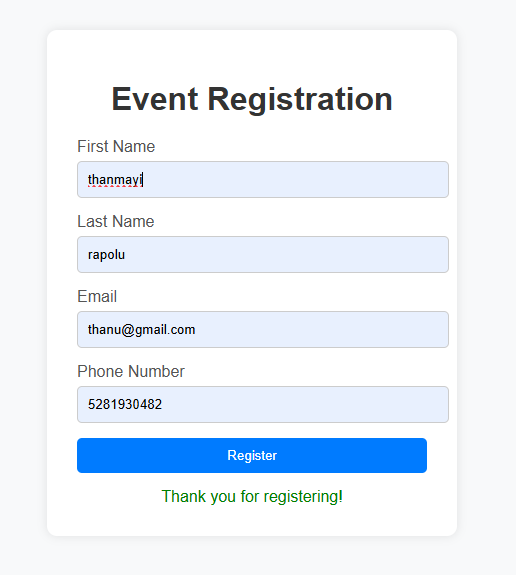 Event Registration
First Name
thanmayi
Last Name
rapolu
Email
thanu@gmail.com
Phone Number
5281930482
Register
Thank you for registering!